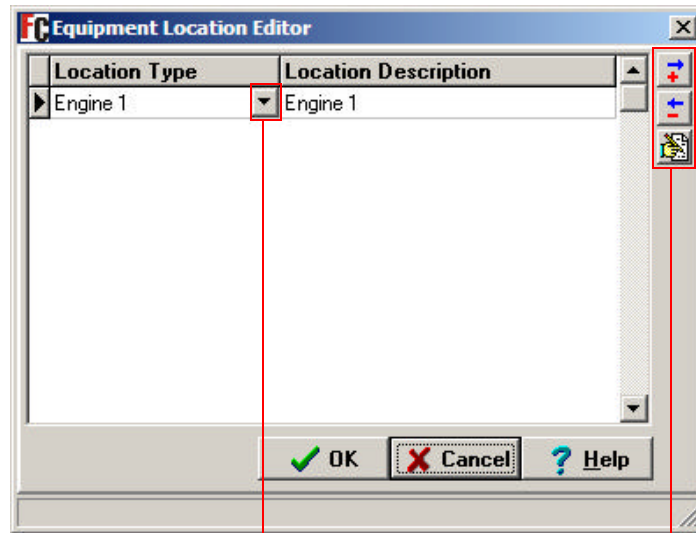 FC Equipment Location Editor
Location Type Location Description
Engine 1 Engine 1
OK Cancel Help